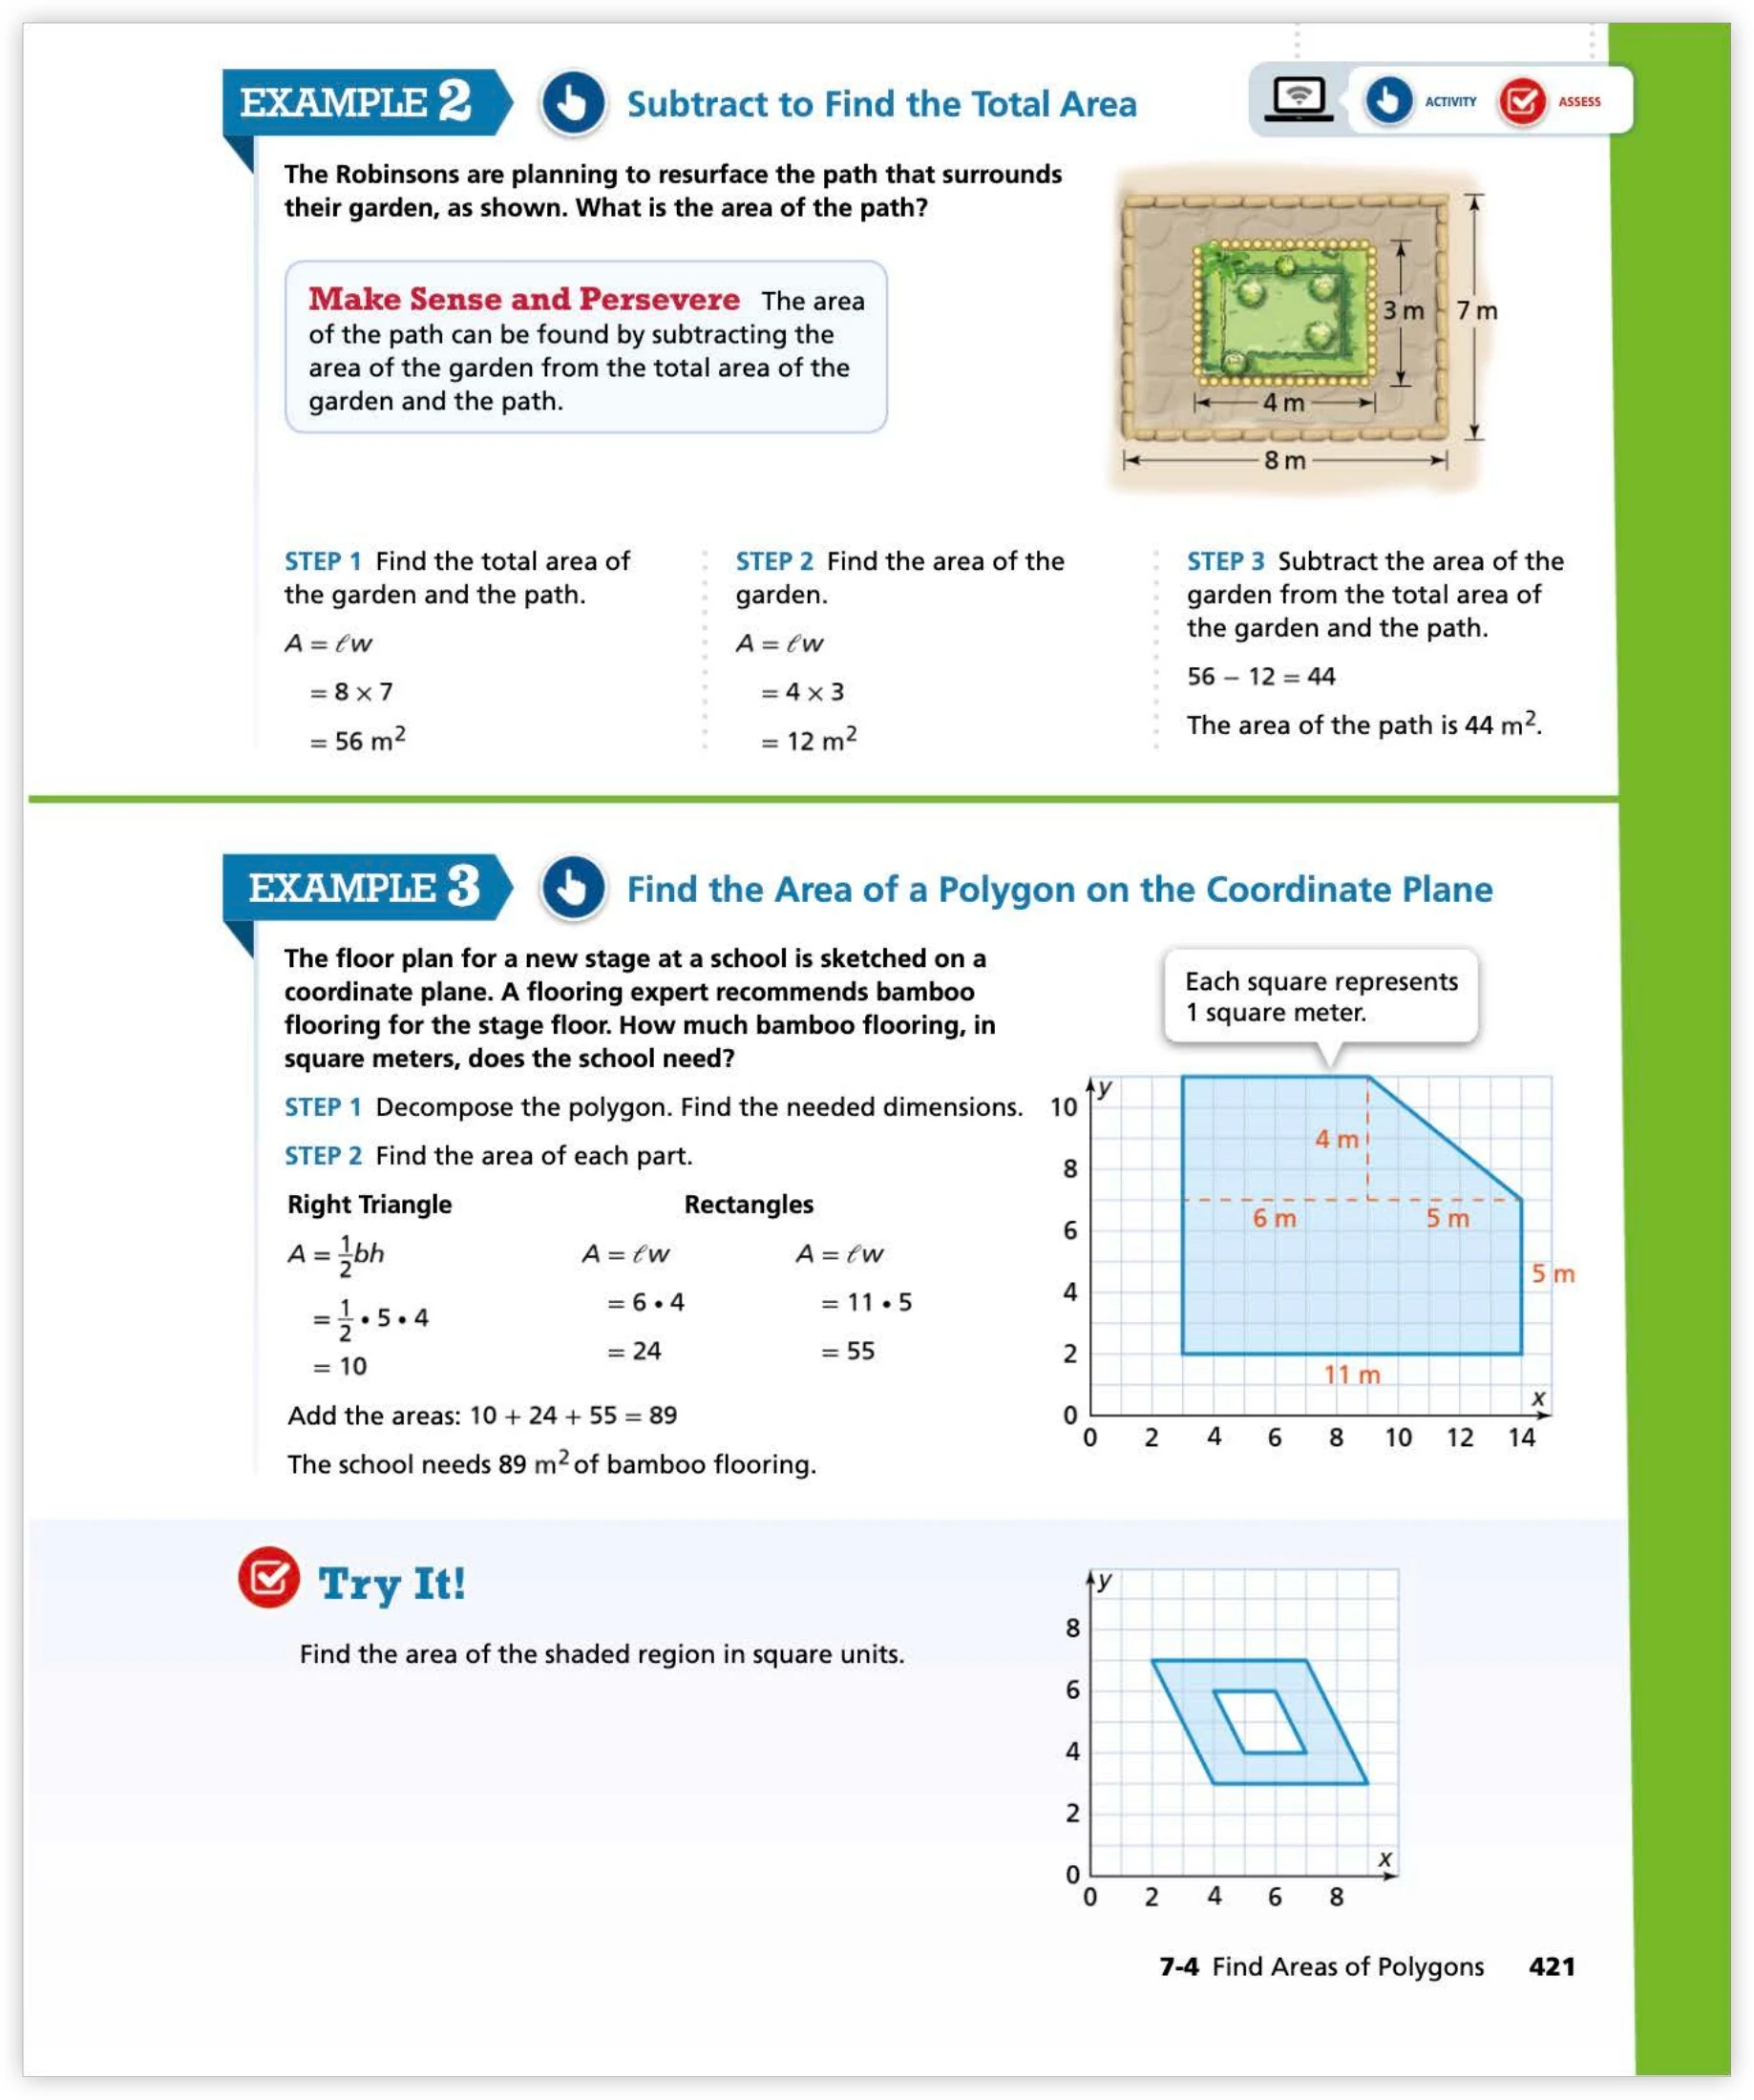 EXAMPLE 2
Subtract to Find the Total Area
ACTIVITY
ASSESS
The Robinsons are planning to resurface the path that surrounds
their garden, as shown. What is the area of the path?
Make Sense and Persevere The area
of the path can be found by subtracting the
area of the garden from the total area of the
garden and the path.
3 m
7 m
4 m
8 m
STEP 1 Find the total area of
the garden and the path.
A = ℓw
= 8 × 7
= 56 m²
STEP 2 Find the area of the
garden.
A = ℓw
= 4 × 3
= 12 m²
STEP 3 Subtract the area of the
garden from the total area of
the garden and the path.
56 − 12 = 44
The area of the path is 44 m².
EXAMPLE 3
Find the Area of a Polygon on the Coordinate Plane
The floor plan for a new stage at a school is sketched on a
coordinate plane. A flooring expert recommends bamboo
flooring for the stage floor. How much bamboo flooring, in
square meters, does the school need?
STEP 1 Decompose the polygon. Find the needed dimensions.
STEP 2 Find the area of each part.
Right Triangle
A = 1/2 bh
= 1/2 • 5 • 4
= 10
Rectangles
A = ℓw
= 6 • 4
= 24
A = ℓw
= 11 • 5
= 55
Add the areas: 10 + 24 + 55 = 89
The school needs 89 m² of bamboo flooring.
Each square represents
1 square meter.
y
10
8
6
4
2
0
4 m
6 m
5 m
5 m
11 m
x
0 2 4 6 8 10 12 14
Try It!
Find the area of the shaded region in square units.
y
8
6
4
2
0
x
0 2 4 6 8
7-4 Find Areas of Polygons 421